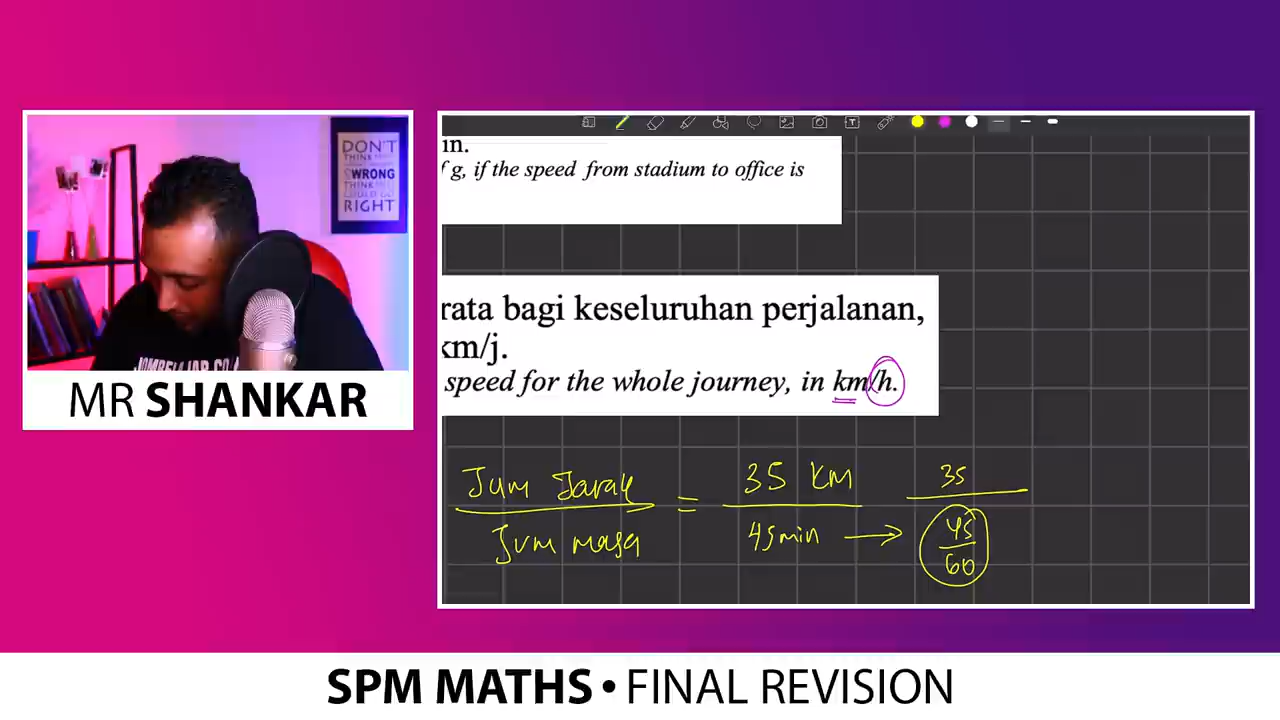 DON'T
THINK
WRONG
THINK
RIGHT
MR SHANKAR
in.
f g, if the speed from stadium to office is
rata bagi keseluruhan perjalanan,
km/j.
speed for the whole journey, in km/h.
Jum Jarak = 35 KM 35
Jum masa 45min → 45
60
SPM MATHS • FINAL REVISION